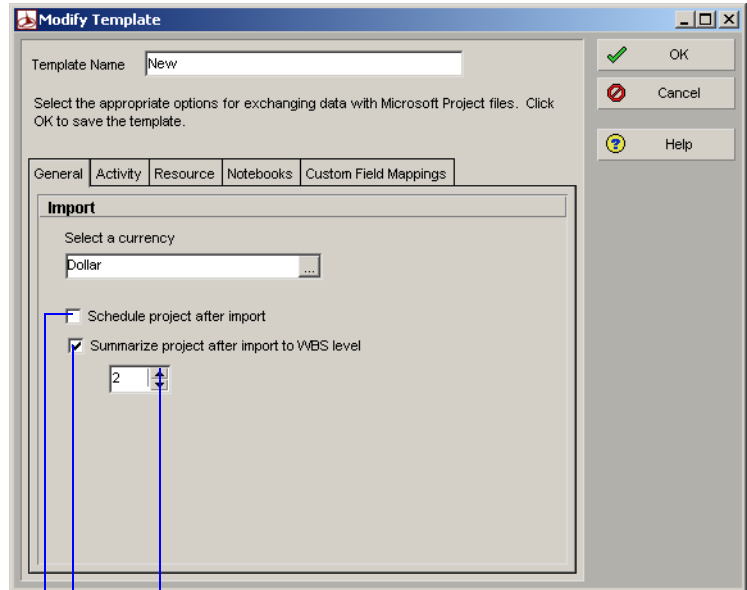 Modify Template
Template Name New
Select the appropriate options for exchanging data with Microsoft Project files. Click
OK to save the template.
OK
Cancel
Help
General Activity Resource Notebooks Custom Field Mappings
Import
Select a currency
Dollar ...
Schedule project after import
Summarize project after import to WBS level
2